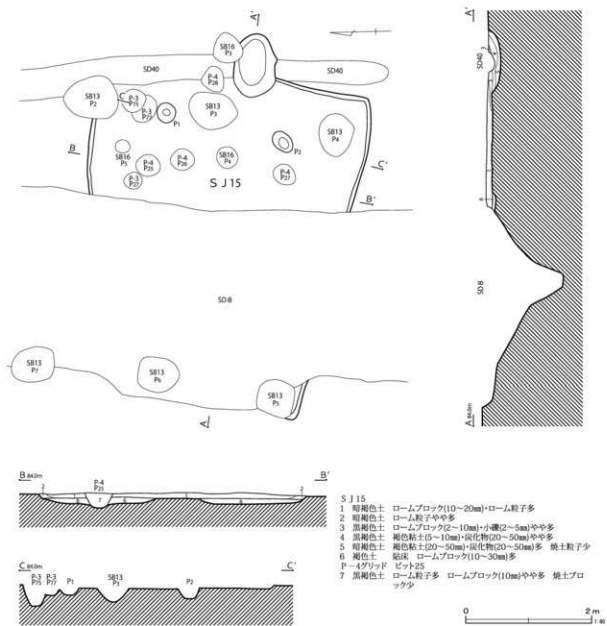 A'
SB16
P3
SD40
SD40
P-4
P28
SB13
P2
C
P-3
P75
P-3
P77
P1
SB13
P3
SB13
P4
P2
B
SB16
P5
P-4
P25
P-4
P26
SB16
P4
P-4
P27
P-3
P27
C'
SJ15
B'
SD8
SB13
P7
SB13
P6
SB13
P5
A
A'
SD40
SD8
A 84.0m
B 84.0m
P-4
P25
B'
2
7
2
C 84.0m
P-3
P75
P-3
P77
P1
SB13
P3
P2
C'
SJ15
1 暗褐色土 ロームブロック(10~20㎜)・ローム粒子多
2 暗褐色土 ローム粒子やや多
3 黒褐色土 ロームブロック(2~10㎜)・小礫(2~5㎜)やや多
4 黒褐色土 褐色粘土(5~10㎜)・炭化物(20~50㎜)やや多
5 暗褐色土 褐色粘土(20~50㎜)・炭化物(20~50㎜)多 焼土粒子少
6 褐色土 貼床 ロームブロック(10~30㎜)多
P-4グリッド ピット25
7 黒褐色土 ローム粒子多 ロームブロック(10㎜)やや多 焼土ブロ
ック少
0
2m
1:60